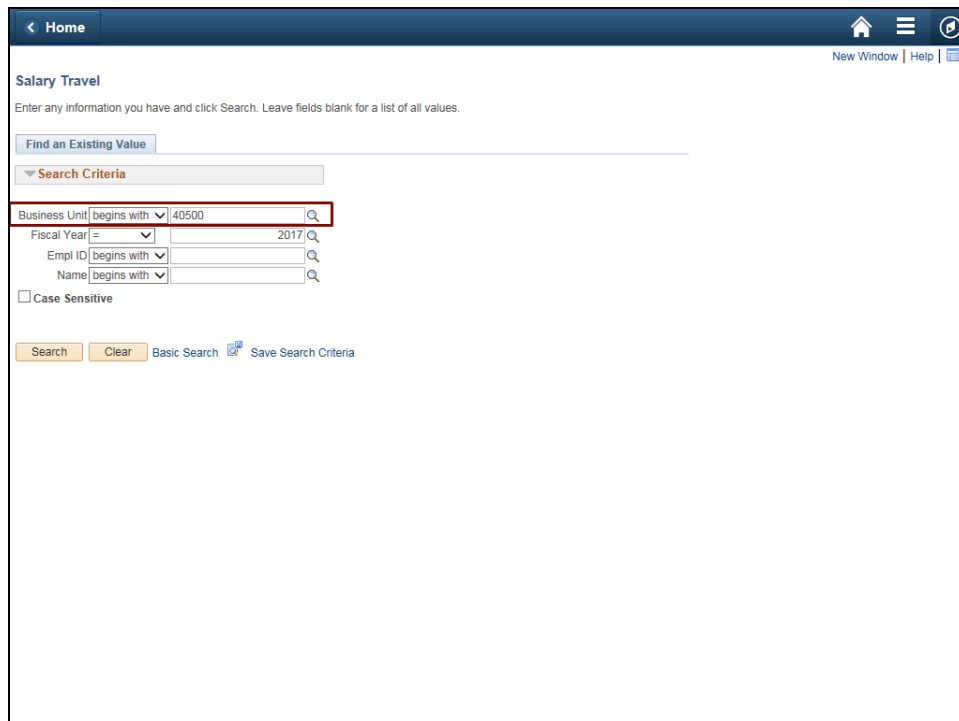 Home
New Window | Help |
Salary Travel
Enter any information you have and click Search. Leave fields blank for a list of all values.
Find an Existing Value
Search Criteria
Business Unit begins with 40500
Fiscal Year = 2017
Empl ID begins with
Name begins with
Case Sensitive
Search Clear Basic Search Save Search Criteria